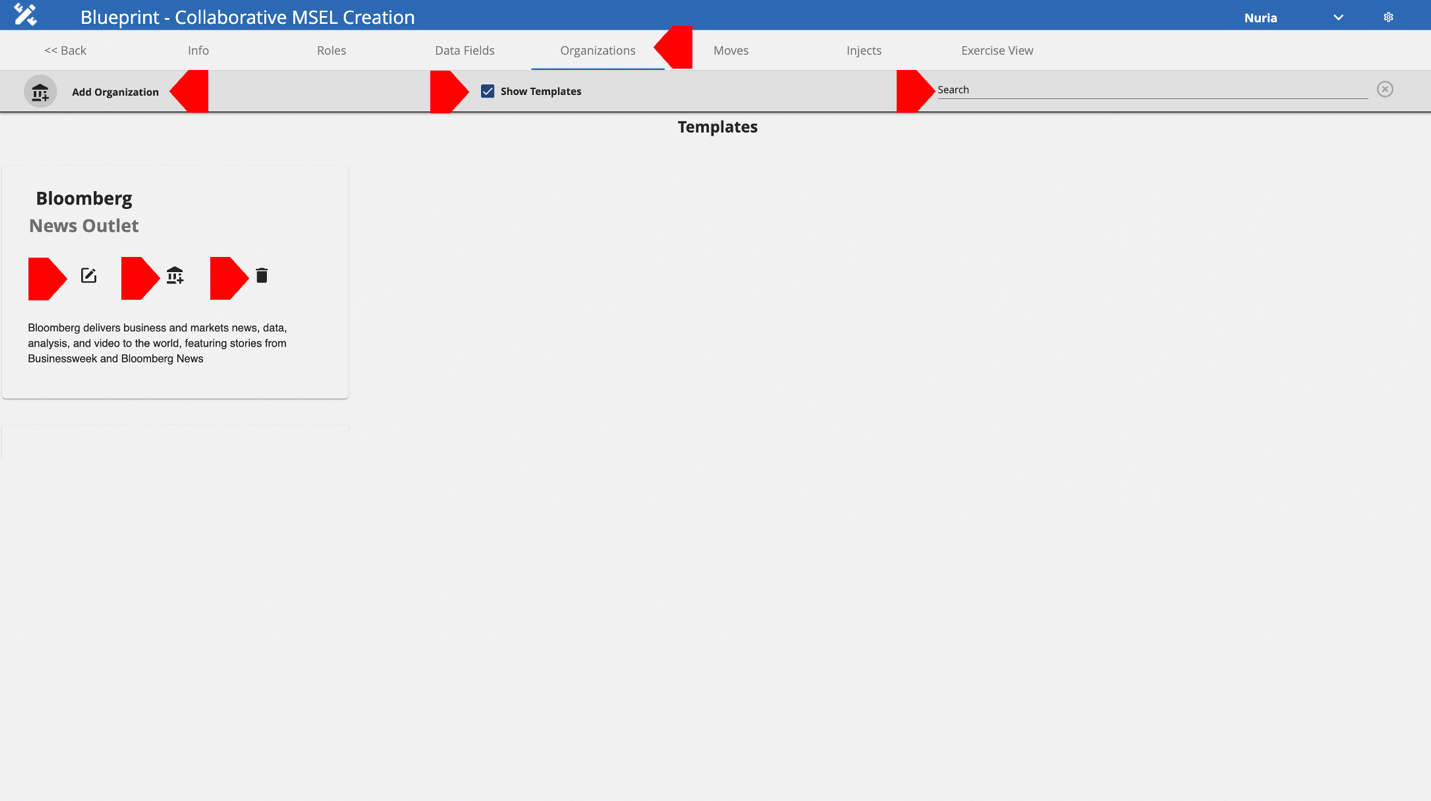 Blueprint - Collaborative MSEL Creation
Nuria
<< Back
Info
Roles
Data Fields
Organizations
Moves
Injects
Exercise View
Add Organization
Show Templates
Search
Templates
Bloomberg
News Outlet
Bloomberg delivers business and markets news, data,
analysis, and video to the world, featuring stories from
Businessweek and Bloomberg News